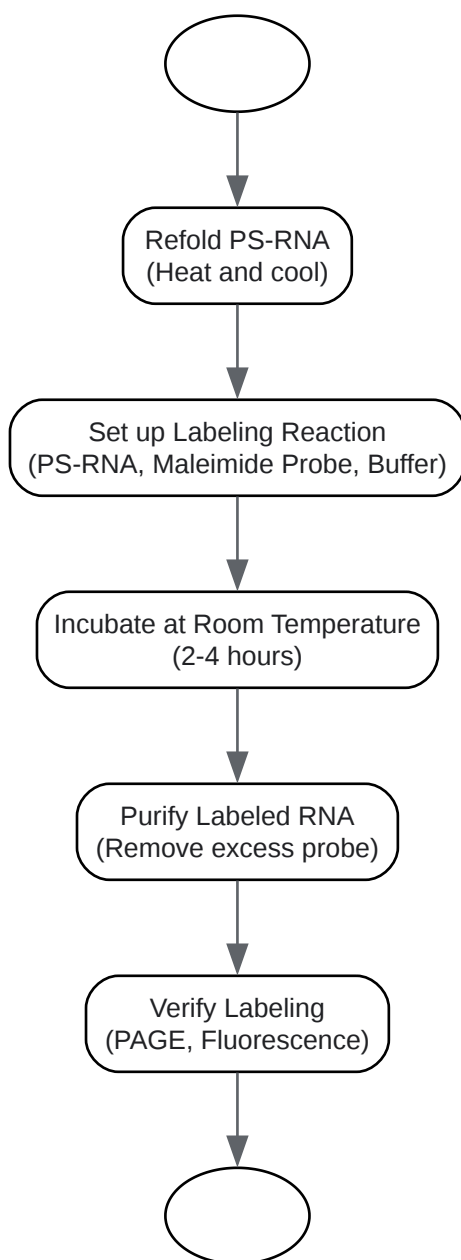 Refold PS-RNA
(Heat and cool)
Set up Labeling Reaction
(PS-RNA, Maleimide Probe, Buffer)
Incubate at Room Temperature
(2-4 hours)
Purify Labeled RNA
(Remove excess probe)
Verify Labeling
(PAGE, Fluorescence)